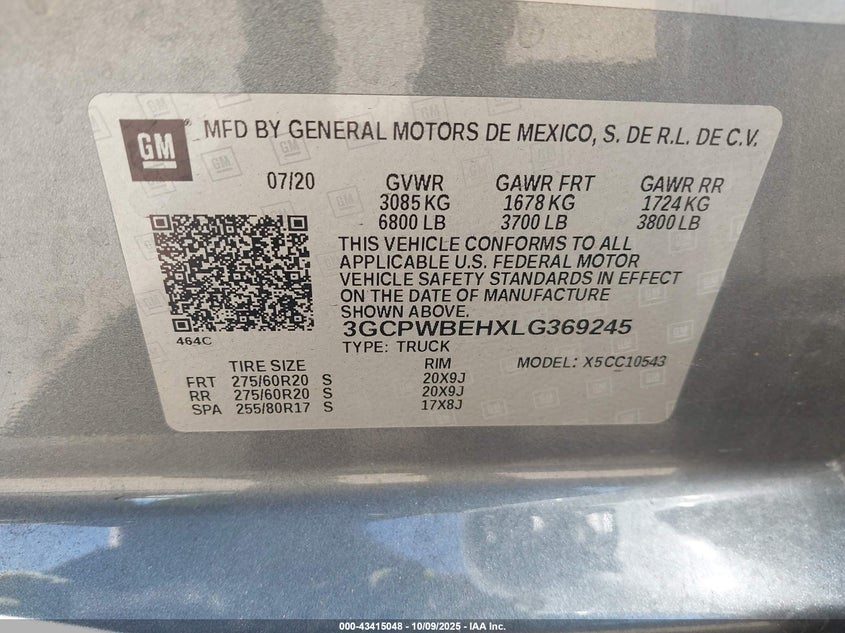 GM
MFD BY GENERAL MOTORS DE MEXICO, S. DE R.L. DE C.V.
07/20 GVWR GAWR FRT GAWR RR
3085 KG 1678 KG 1724 KG
6800 LB 3700 LB 3800 LB
THIS VEHICLE CONFORMS TO ALL
APPLICABLE U.S. FEDERAL MOTOR
VEHICLE SAFETY STANDARDS IN EFFECT
ON THE DATE OF MANUFACTURE
SHOWN ABOVE.
464C
3GCPWBEHXLG369245
TYPE: TRUCK
MODEL: X5CC10543
TIRE SIZE RIM
FRT 275/60R20 S 20X9J
RR 275/60R20 S 20X9J
SPA 255/80R17 S 17X8J
000-43415048 - 10/09/2025 - IAA Inc.